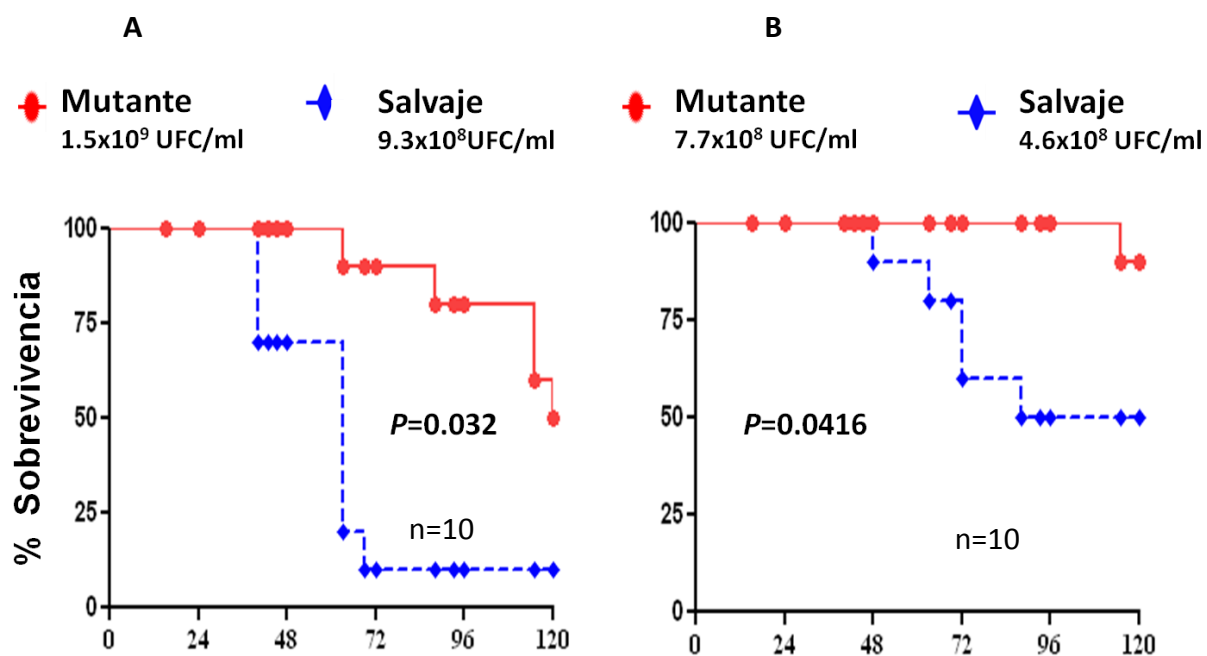 A
B
Mutante
1.5x10⁹ UFC/ml
Salvaje
9.3x10⁸UFC/ml
Mutante
7.7x10⁸ UFC/ml
Salvaje
4.6x10⁸ UFC/ml
% Sobrevivencia
100
75
50
25
0
0 24 48 72 96 120
P=0.032
n=10
100
75
50
25
0
0 24 48 72 96 120
P=0.0416
n=10